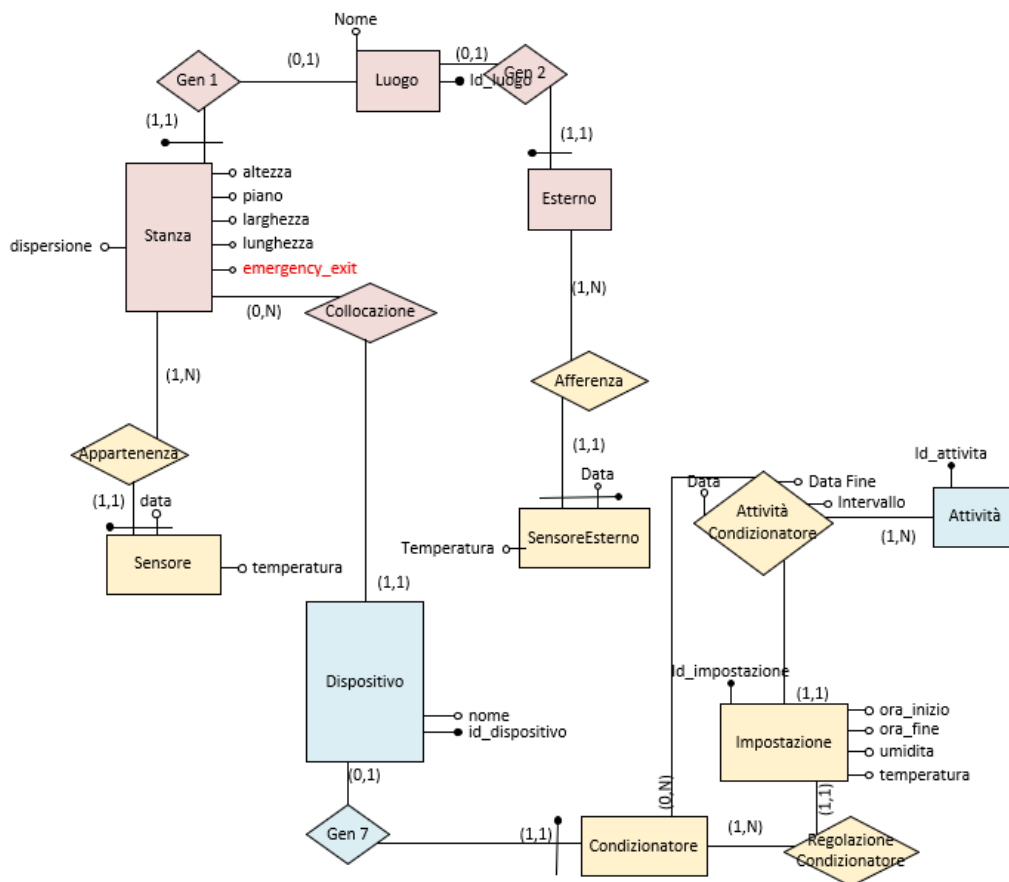 Nome
(0,1)
(0,1)
Gen 1
Luogo
Id_luogo
Gen 2
(1,1)
(1,1)
altezza
piano
larghezza
lunghezza
emergency_exit
Stanza
dispersione
Esterno
(0,N)
Collocazione
(1,N)
(1,N)
Afferenza
Appartenenza
(1,1)
data
Sensore
temperatura
(1,1)
Data
SensoreEsterno
Temperatura
Id_attivita
Data
Data Fine
Intervallo
Attività
Condizionatore
Attività
(1,N)
(1,1)
Dispositivo
nome
id_dispositivo
Id_impostazione
(1,1)
Impostazione
ora_inizio
ora_fine
umidita
temperatura
(0,1)
(0,N)
(1,1)
Gen 7
(1,1)
Condizionatore
(1,N)
Regolazione
Condizionatore